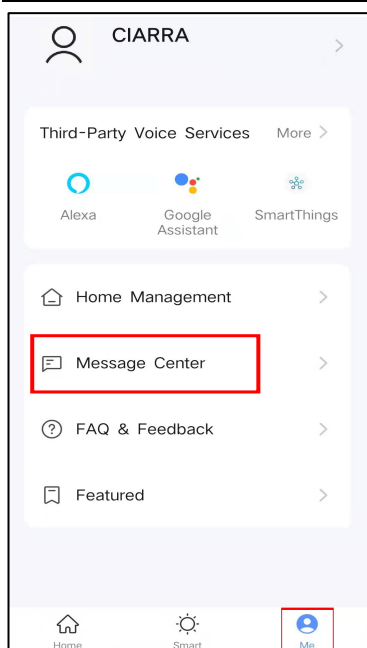 CIARRA
Third-Party Voice Services More
Alexa
Google Assistant
SmartThings
Home Management
Message Center
FAQ & Feedback
Featured
Home
Smart
Me